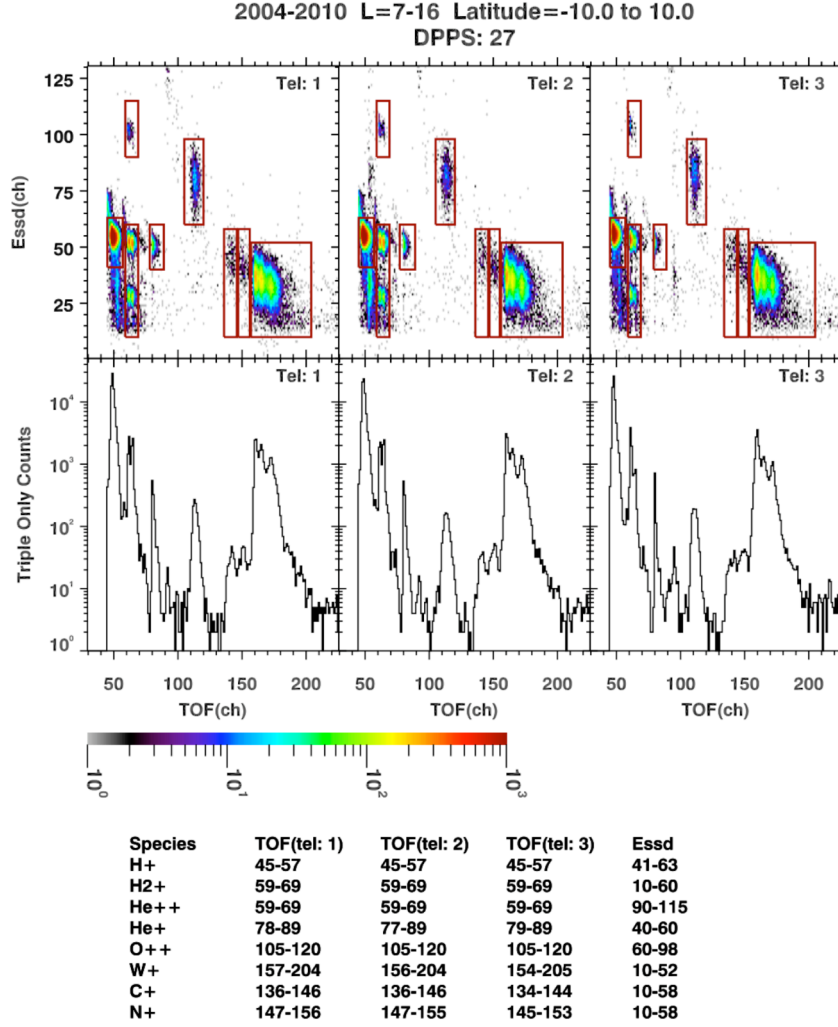 2004-2010 L=7-16 Latitude=-10.0 to 10.0
DPPS: 27
Tel: 1 Tel: 2 Tel: 3
Essd(ch)
125
100
75
50
25
Tel: 1 Tel: 2 Tel: 3
Triple Only Counts
10⁴
10³
10²
10¹
10⁰
50 100 150 200 50 100 150 200 50 100 150 200
TOF(ch) TOF(ch) TOF(ch)
10⁰ 10¹ 10² 10³
Species TOF(tel: 1) TOF(tel: 2) TOF(tel: 3) Essd
H+ 45-57 45-57 45-57 41-63
H2+ 59-69 59-69 59-69 10-60
He++ 59-69 59-69 59-69 90-115
He+ 78-89 77-89 79-89 40-60
O++ 105-120 105-120 105-120 60-98
W+ 157-204 156-204 154-205 10-52
C+ 136-146 136-146 134-144 10-58
N+ 147-156 147-155 145-153 10-58